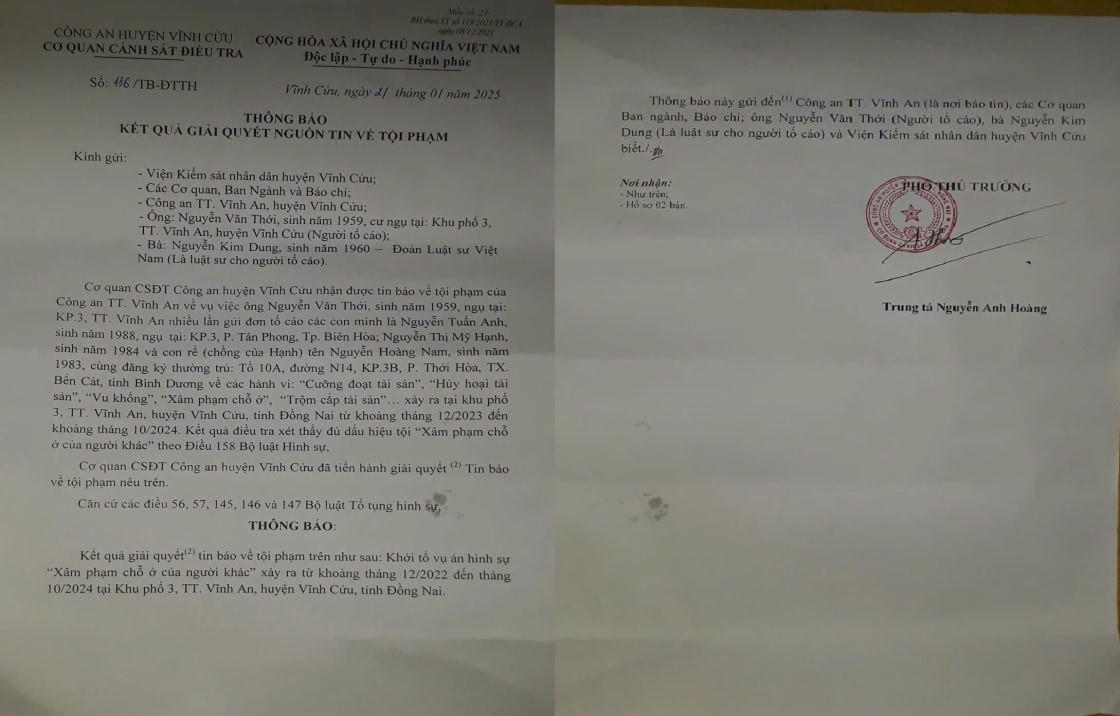 Mẫu số 21
BH theo TT số 119/2021/TT-BCA
ngày 08/12/2021
CÔNG AN HUYỆN VĨNH CỬU
CƠ QUAN CẢNH SÁT ĐIỀU TRA
CỘNG HÒA XÃ HỘI CHỦ NGHĨA VIỆT NAM
Độc lập - Tự do - Hạnh phúc
Số: 136/TB-ĐTTH
Vĩnh Cửu, ngày 21 tháng 01 năm 2025
THÔNG BÁO
KẾT QUẢ GIẢI QUYẾT NGUỒN TIN VỀ TỘI PHẠM
Kính gửi:
- Viện Kiểm sát nhân dân huyện Vĩnh Cửu;
- Các Cơ quan, Ban Ngành và Báo chí;
- Công an TT. Vĩnh An, huyện Vĩnh Cửu;
- Ông: Nguyễn Văn Thới, sinh năm 1959, cư ngụ tại: Khu phố 3,
TT. Vĩnh An, huyện Vĩnh Cửu (Người tố cáo);
- Bà: Nguyễn Kim Dung, sinh năm 1960 – Đoàn Luật sư Việt
Nam (Là luật sư cho người tố cáo).
Cơ quan CSĐT Công an huyện Vĩnh Cửu nhận được tin báo về tội phạm của
Công an TT. Vĩnh An về vụ việc ông Nguyễn Văn Thới, sinh năm 1959, ngụ tại:
KP.3, TT. Vĩnh An nhiều lần gửi đơn tố cáo các con mình là Nguyễn Tuấn Anh,
sinh năm 1988, ngụ tại: KP.3, P. Tân Phong, Tp. Biên Hòa; Nguyễn Thị Mỹ Hạnh,
sinh năm 1984 và con rể (chồng của Hạnh) tên Nguyễn Hoàng Nam, sinh năm
1983, cùng đăng ký thường trú: Tổ 10A, đường N14, KP.3B, P. Thới Hòa, TX.
Bến Cát, tỉnh Bình Dương về các hành vi: “Cưỡng đoạt tài sản”, “Hủy hoại tài
sản”, “Vu khống”, “Xâm phạm chỗ ở”, “Trộm cắp tài sản”… xảy ra tại khu phố
3, TT. Vĩnh An, huyện Vĩnh Cửu, tỉnh Đồng Nai từ khoảng tháng 12/2023 đến
khoảng tháng 10/2024. Kết quả điều tra xét thấy đủ dấu hiệu tội “Xâm phạm chỗ
ở của người khác” theo Điều 158 Bộ luật Hình sự,
Cơ quan CSĐT Công an huyện Vĩnh Cửu đã tiến hành giải quyết (2) Tin báo
về tội phạm nêu trên.
Căn cứ các điều 56, 57, 145, 146 và 147 Bộ luật Tố tụng hình sự,
THÔNG BÁO:
Kết quả giải quyết(2) tin báo về tội phạm trên như sau: Khởi tố vụ án hình sự
“Xâm phạm chỗ ở của người khác” xảy ra từ khoảng tháng 12/2022 đến tháng
10/2024 tại Khu phố 3, TT. Vĩnh An, huyện Vĩnh Cửu, tỉnh Đồng Nai.
Thông báo này gửi đến(1) Công an TT. Vĩnh An (là nơi báo tin), các Cơ quan
Ban ngành, Báo chí; ông Nguyễn Văn Thới (Người tố cáo), bà Nguyễn Kim
Dung (Là luật sư cho người tố cáo) và Viện Kiểm sát nhân dân huyện Vĩnh Cửu
biết./.
Nơi nhận:
- Như trên;
- Hồ sơ 02 bản.
PHÓ THỦ TRƯỞNG
Trung tá Nguyễn Anh Hoàng